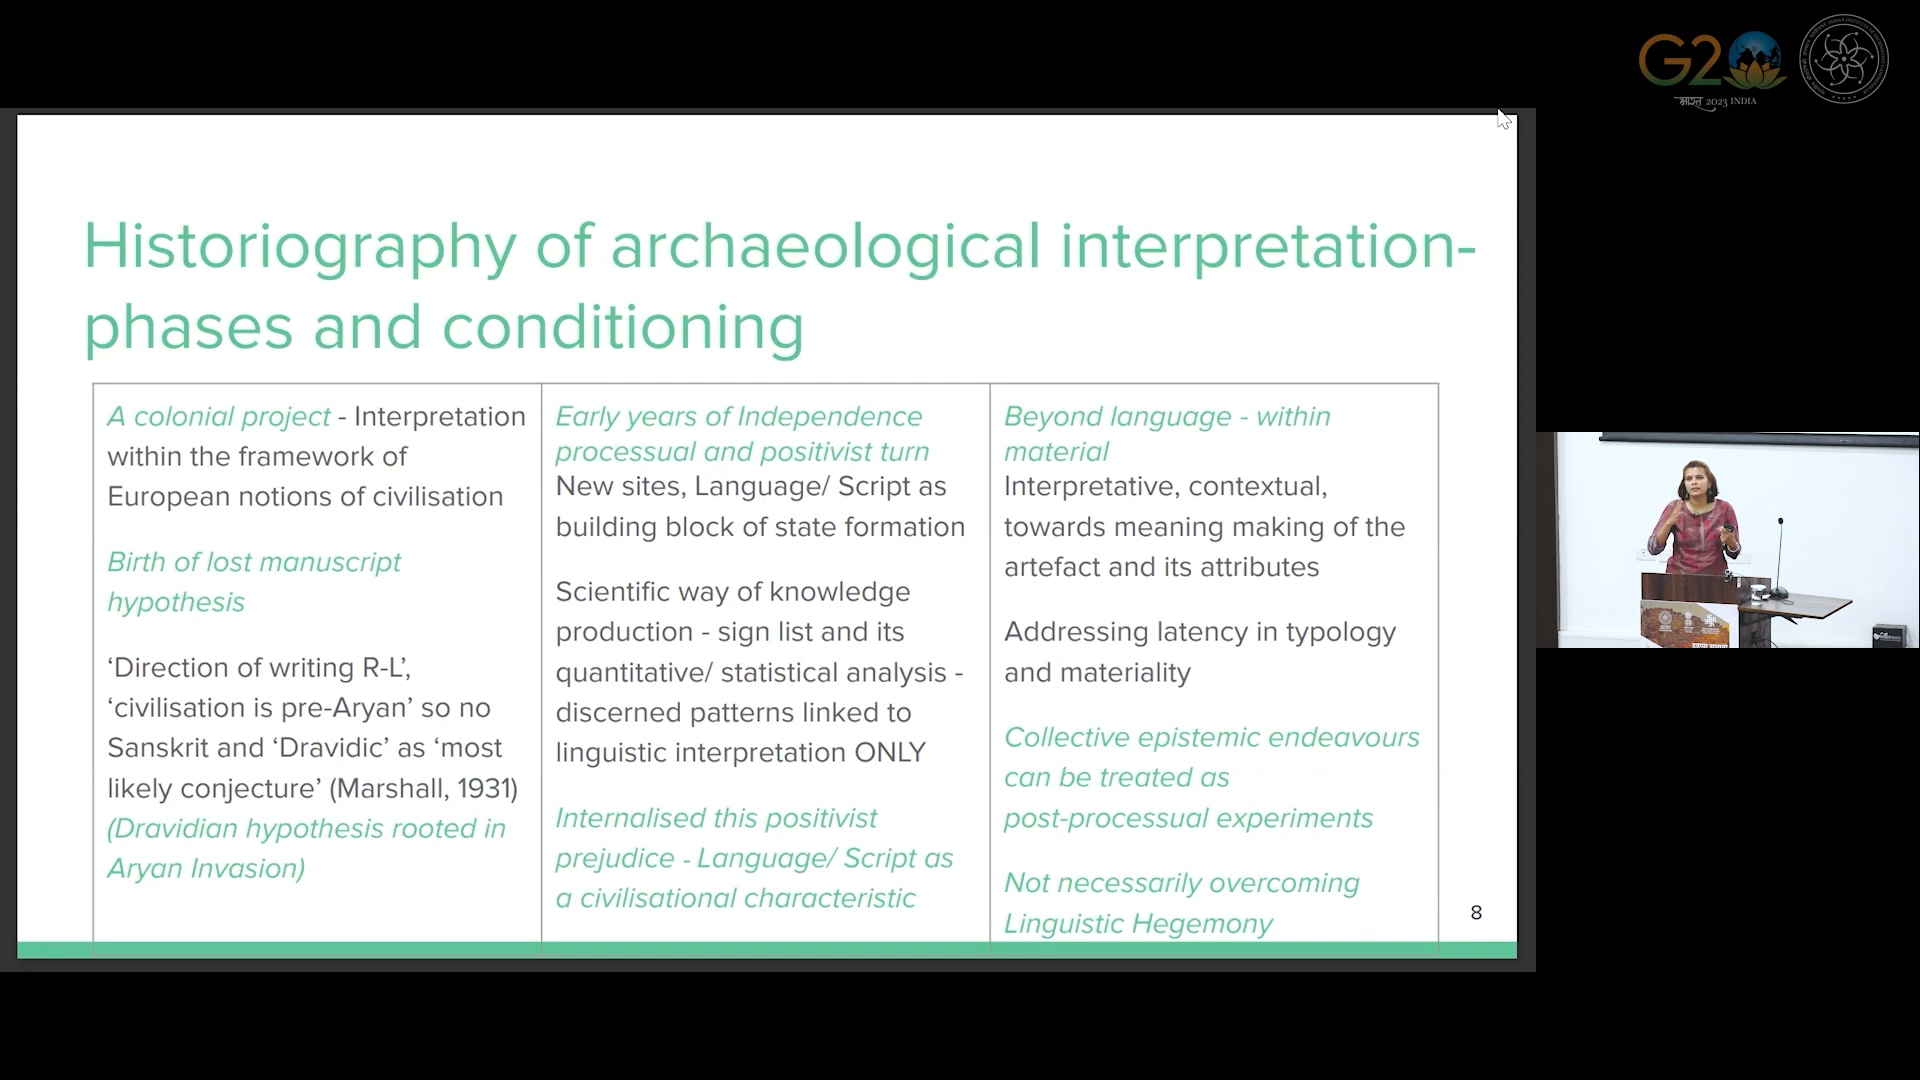 G20
भारत 2023 INDIA
Historiography of archaeological interpretation-
phases and conditioning
A colonial project - Interpretation
within the framework of
European notions of civilisation
Birth of lost manuscript
hypothesis
‘Direction of writing R-L’,
‘civilisation is pre-Aryan’ so no
Sanskrit and ‘Dravidic’ as ‘most
likely conjecture’ (Marshall, 1931)
(Dravidian hypothesis rooted in
Aryan Invasion)
Early years of Independence
processual and positivist turn
New sites, Language/ Script as
building block of state formation
Scientific way of knowledge
production - sign list and its
quantitative/ statistical analysis -
discerned patterns linked to
linguistic interpretation ONLY
Internalised this positivist
prejudice - Language/ Script as
a civilisational characteristic
Beyond language - within
material
Interpretative, contextual,
towards meaning making of the
artefact and its attributes
Addressing latency in typology
and materiality
Collective epistemic endeavours
can be treated as
post-processual experiments
Not necessarily overcoming
Linguistic Hegemony
8